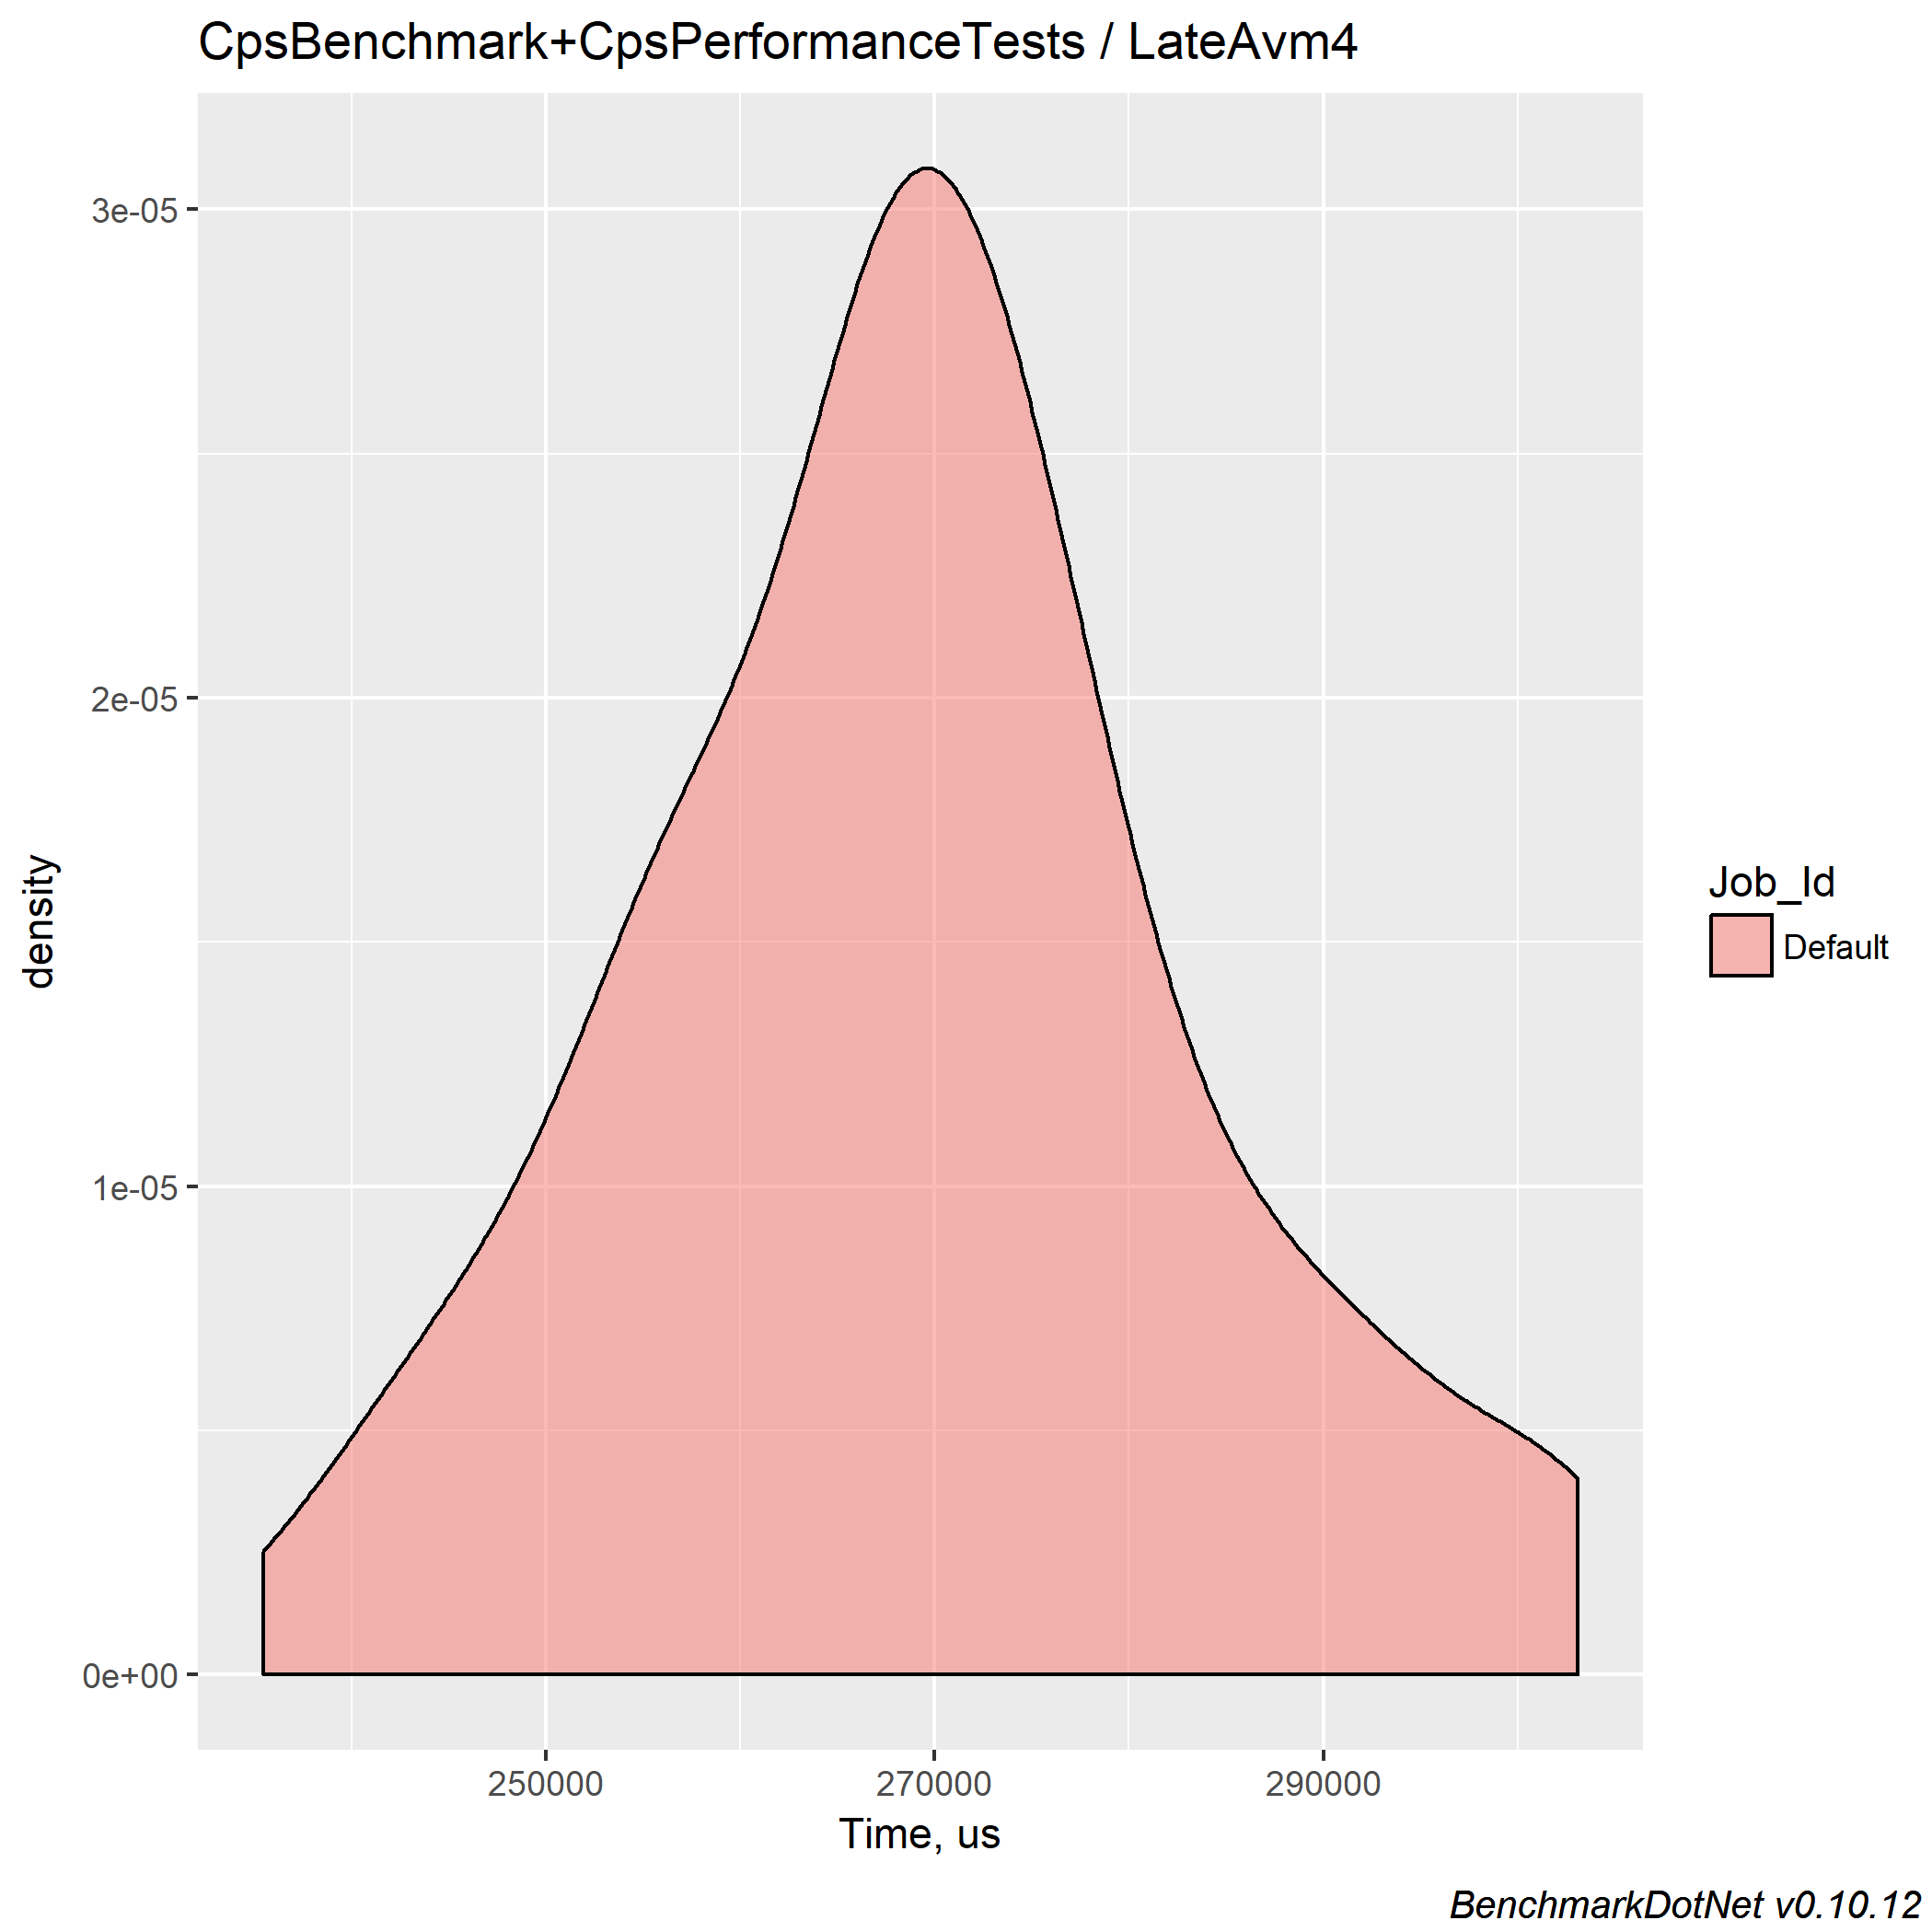 CpsBenchmark+CpsPerformanceTests / LateAvm4
3e-05
2e-05
1e-05
0e+00
density
250000 270000 290000
Time, us
Job_Id
Default
BenchmarkDotNet v0.10.12